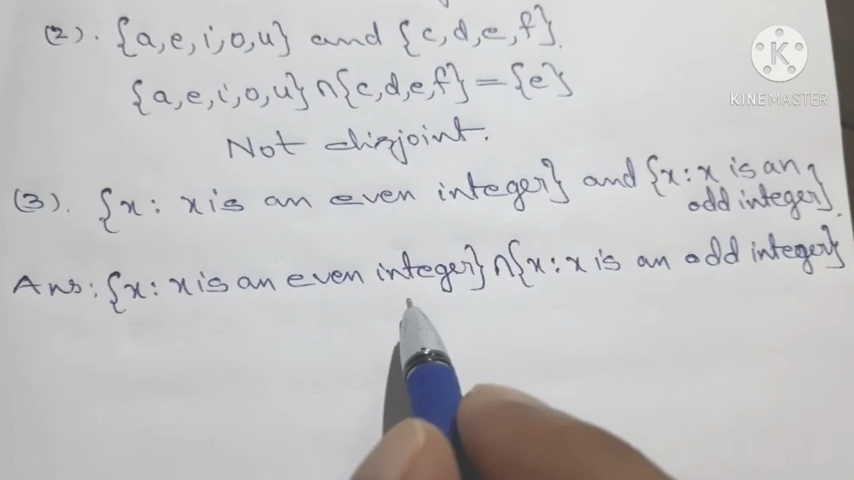 (2). {a,e,i,o,u} and {c,d,e,f}.
{a,e,i,o,u}∩{c,d,e,f}={e}
Not disjoint.
(3). {x: x is an even integer} and {x:x is an
odd integer}.
Ans:{x: x is an even integer}∩{x:x is an odd integer}
K
KINEMASTER